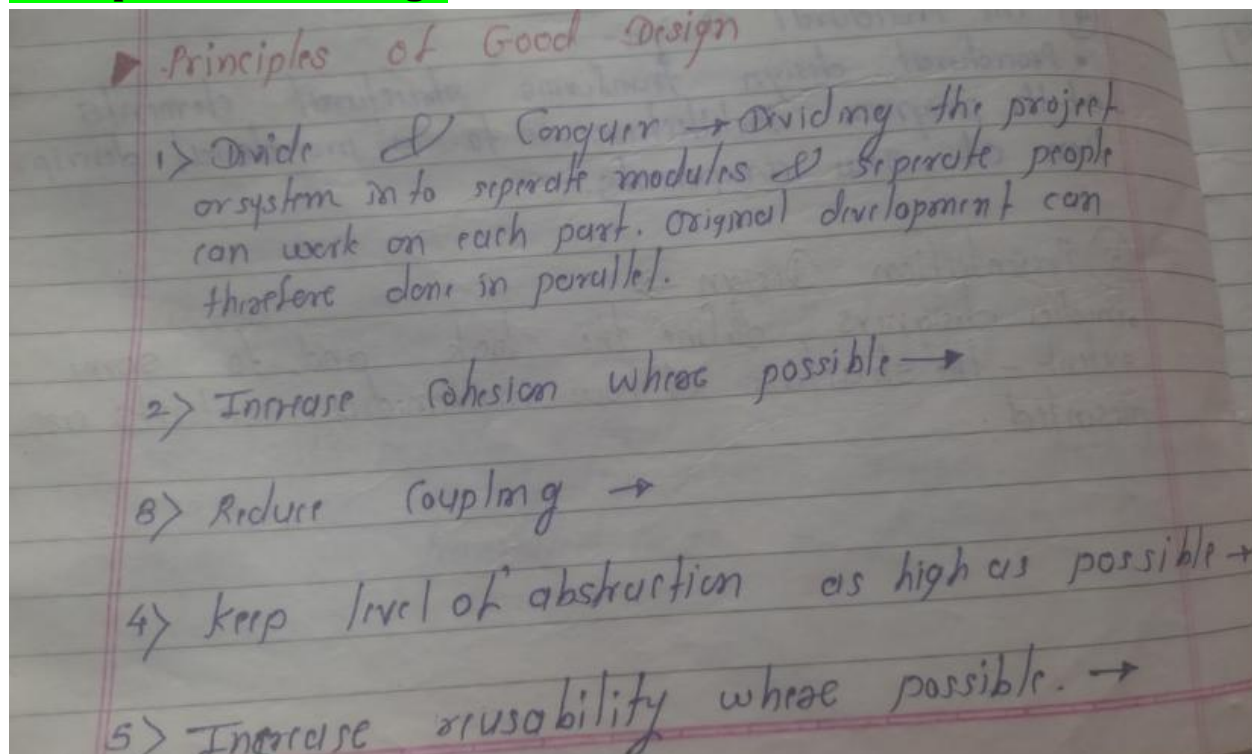 ▶ Principles of Good Design
1> Divide & Conquer → Dividing the project
or system in to seperate modules & seperate people
can work on each part. Original development can
therefore done in parallel.
2> Increase Cohesion where possible →
3> Reduce Coupling →
4> keep level of abstraction as high as possible →
5> Increase reusability where possible. →